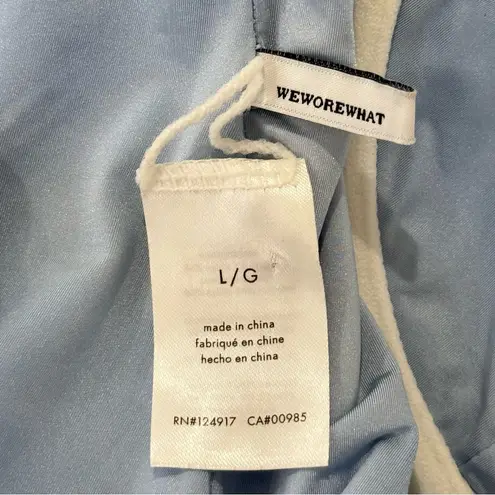 WEWOREWHAT
L/G
made in china
fabriqué en chine
hecho en china
RN#124917 CA#00985